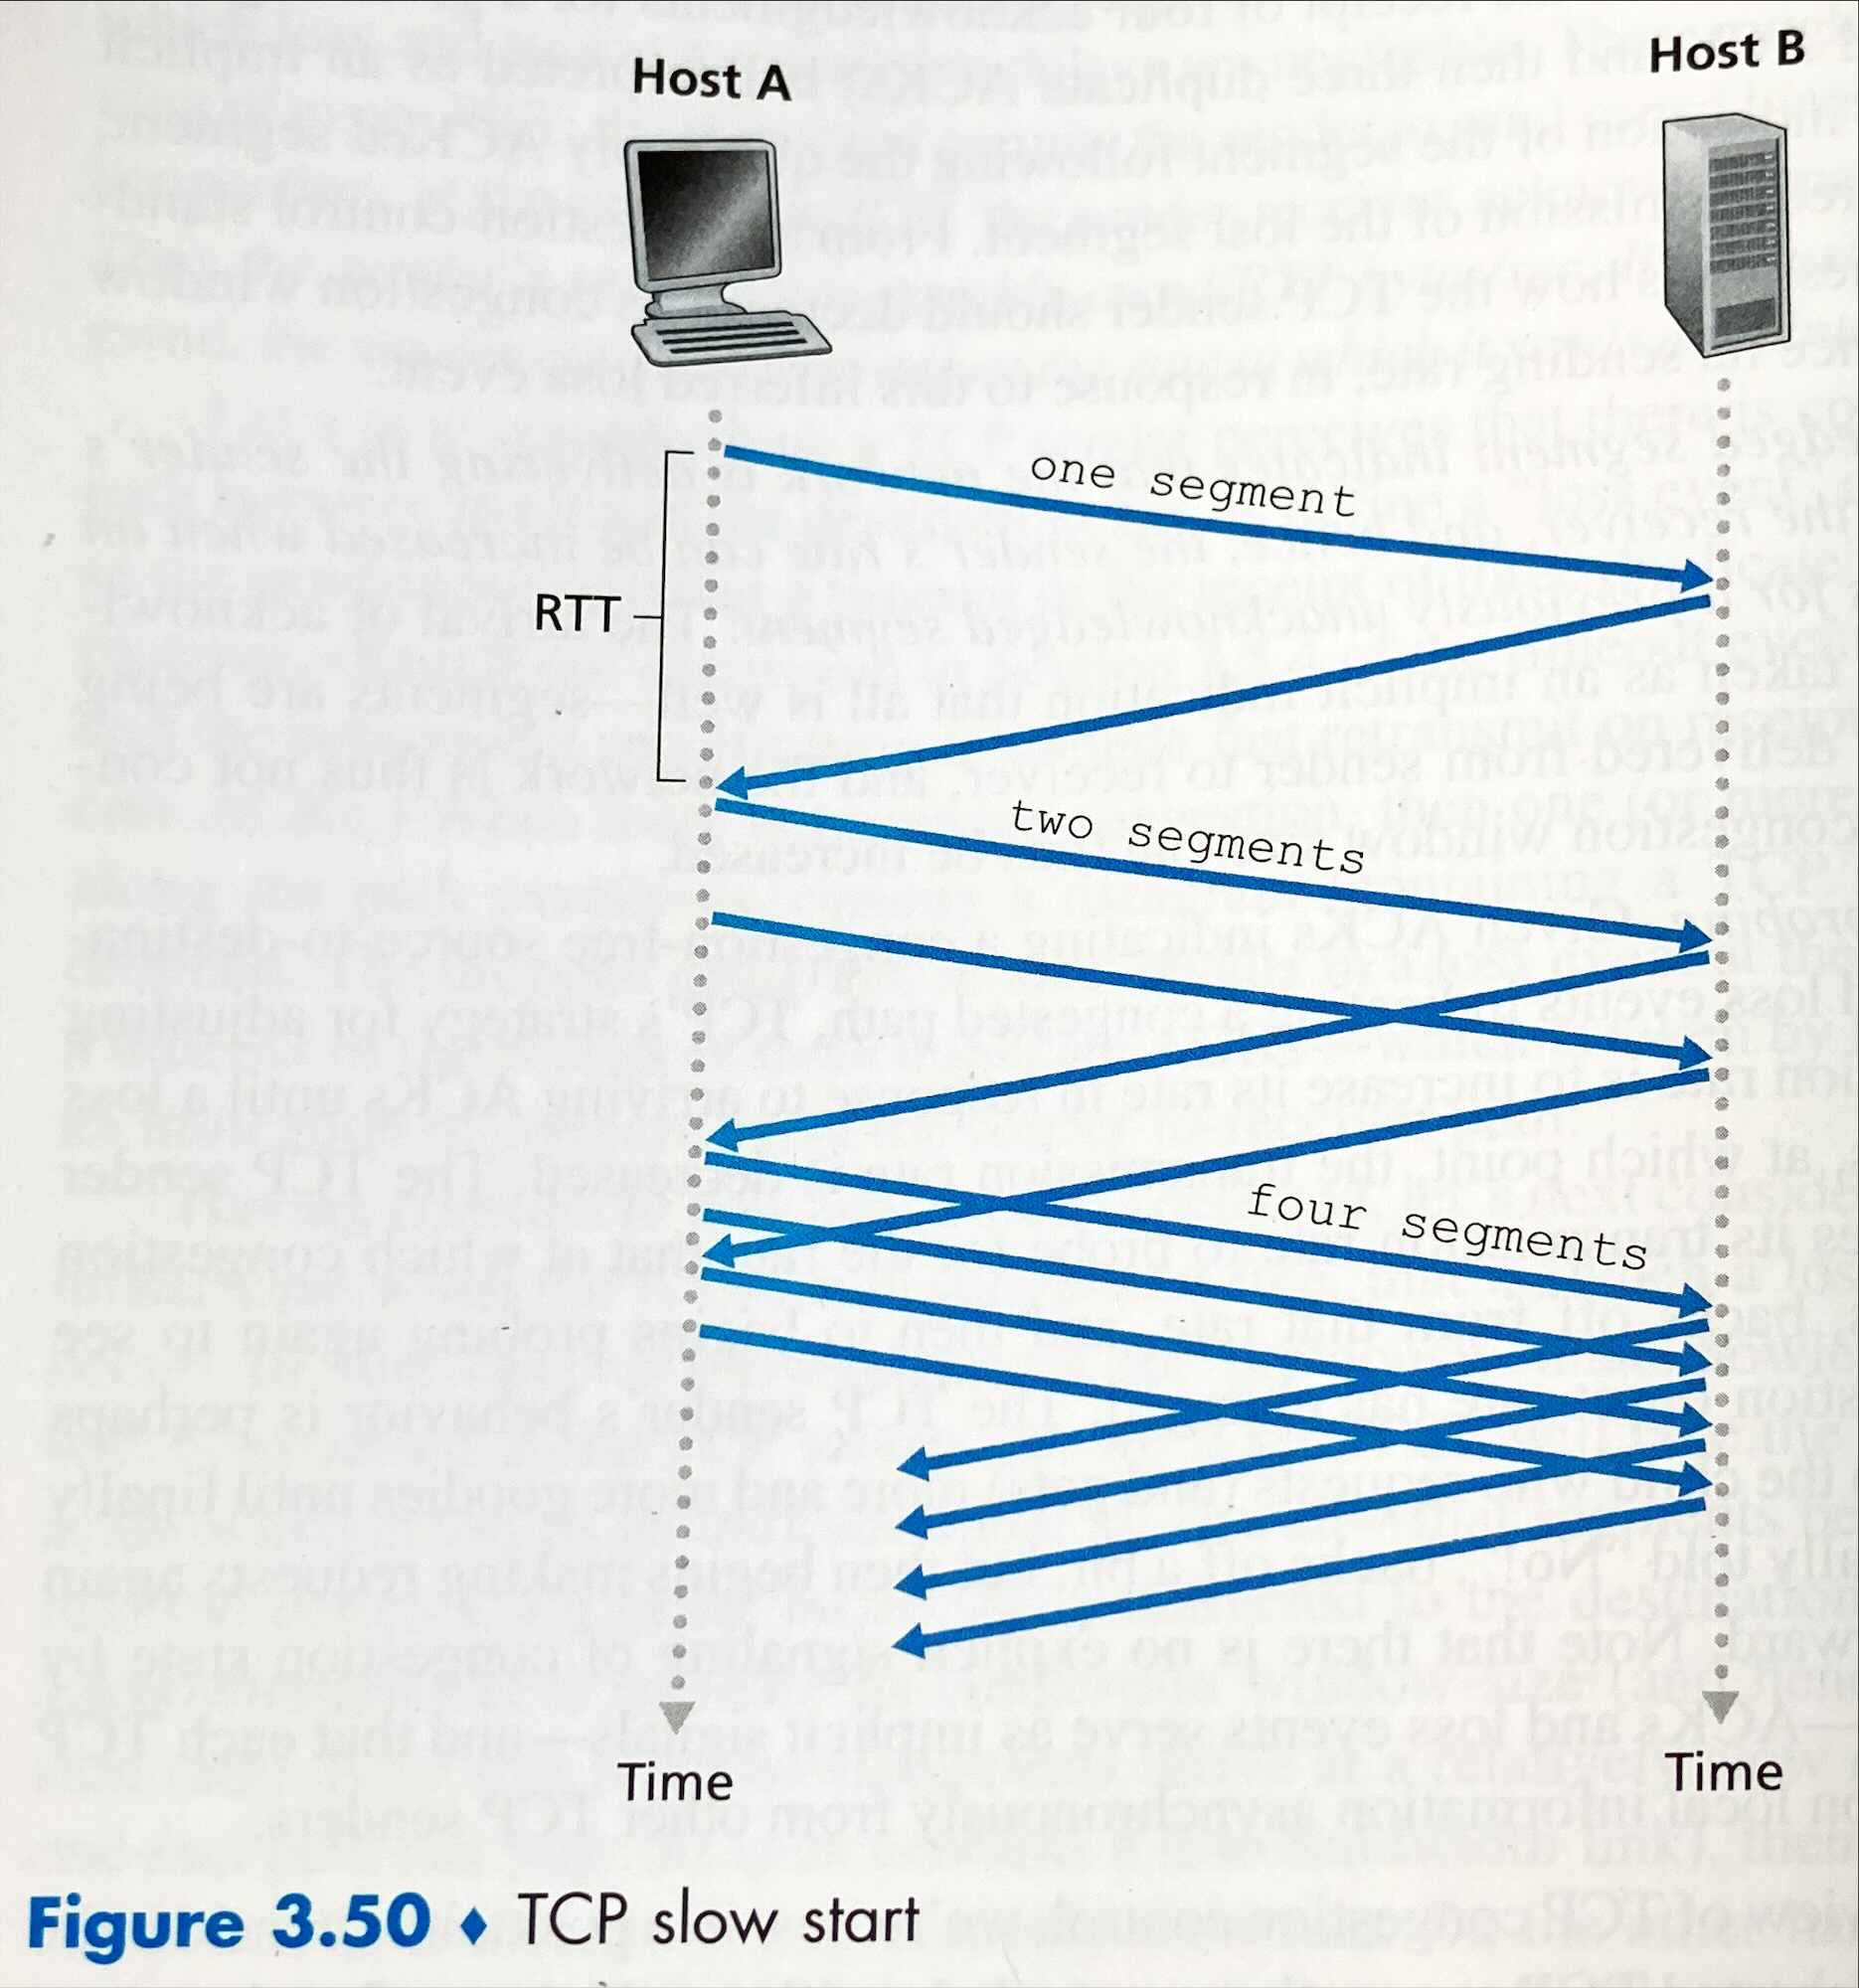 Host A
Host B
one segment
RTT
two segments
four segments
Time
Time
Figure 3.50 ♦ TCP slow start